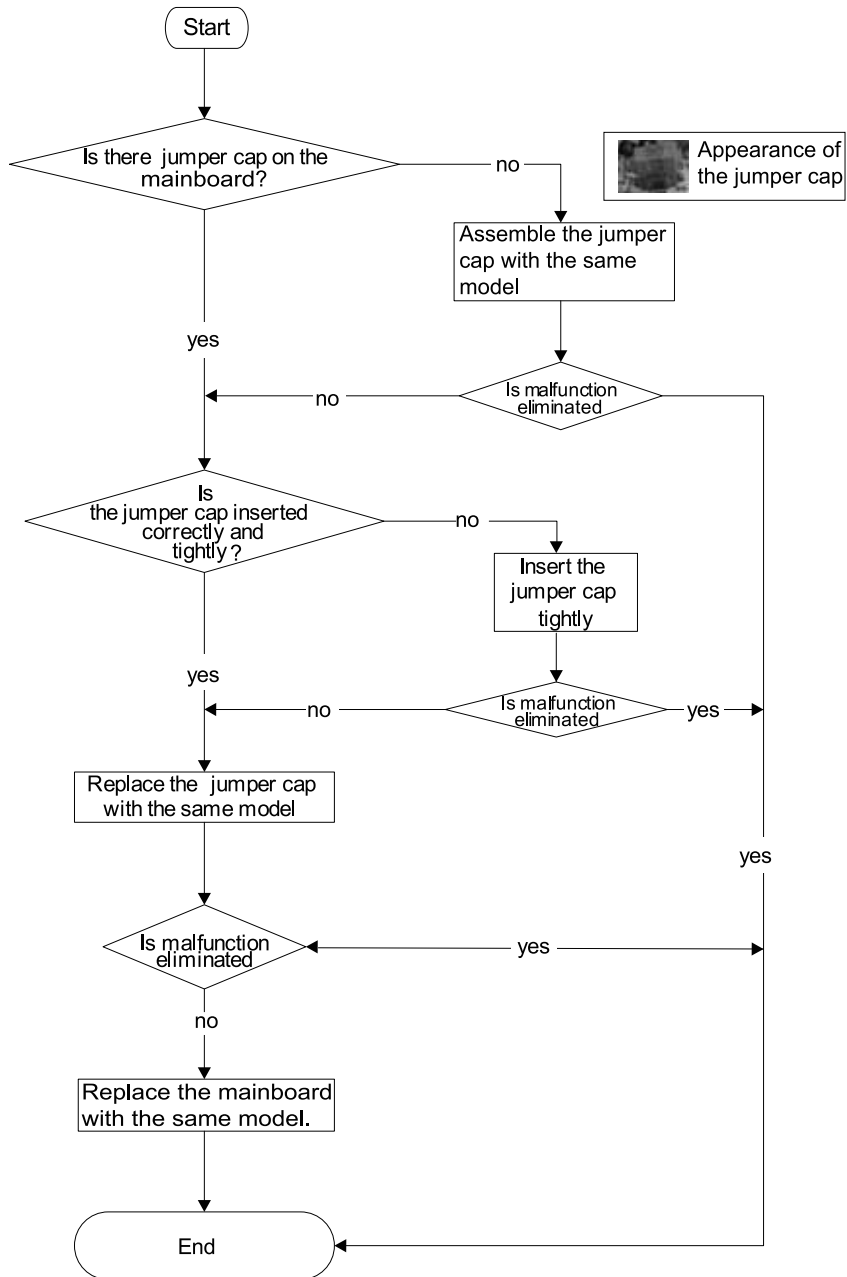 Start
Is there jumper cap on the
mainboard?
no
Appearance of
the jumper cap
Assemble the jumper
cap with the same
model
yes
Is malfunction
eliminated
no
Is
the jumper cap inserted
correctly and
tightly?
no
Insert the
jumper cap
tightly
yes
Is malfunction
eliminated
no
yes
Replace the jumper cap
with the same model
yes
Is malfunction
eliminated
yes
no
Replace the mainboard
with the same model.
End